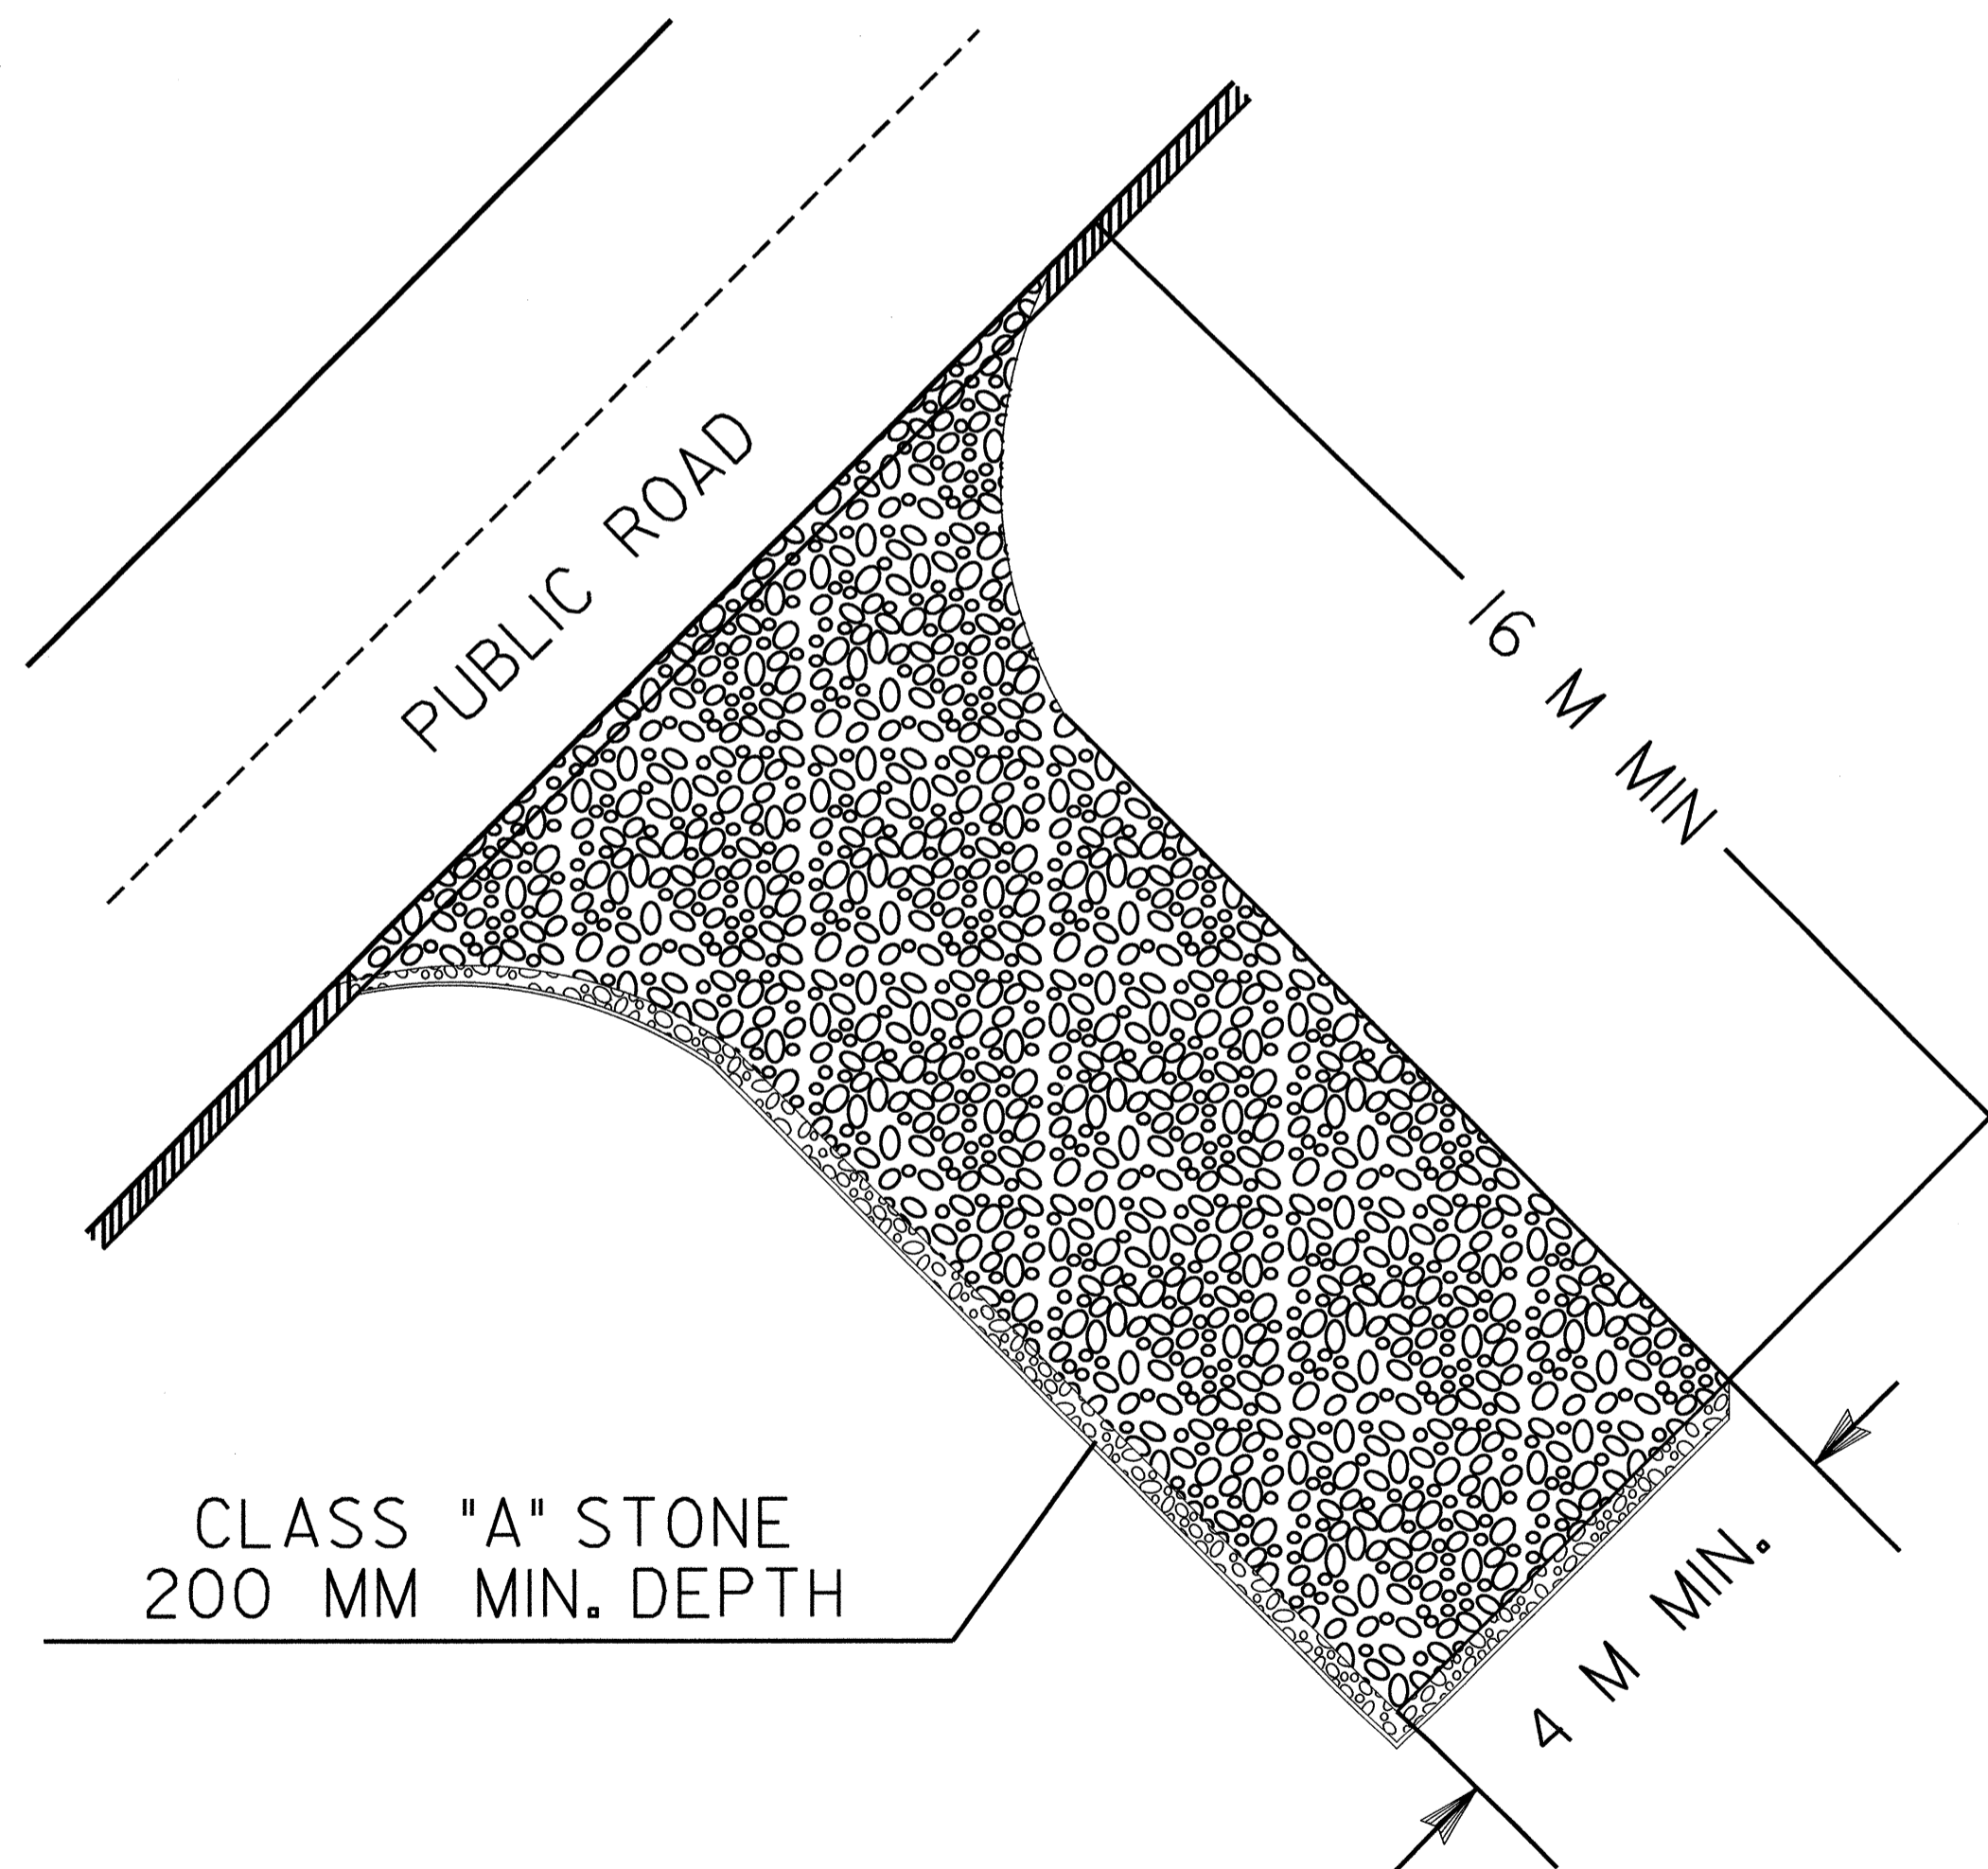 PUBLIC ROAD
16 M MIN
CLASS "A" STONE
200 MM MIN. DEPTH
4 M MIN.